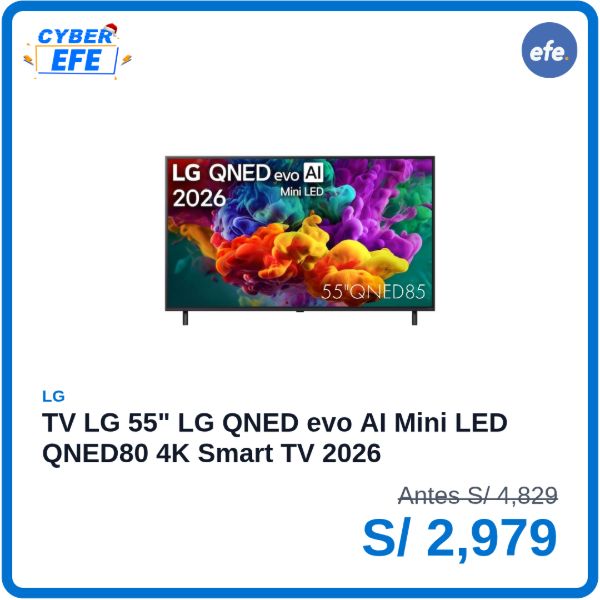 CYBER
EFE
efe.
LG QNED evo AI
Mini LED
2026
55"QNED85
LG
TV LG 55" LG QNED evo AI Mini LED
QNED80 4K Smart TV 2026
Antes S/ 4,829
S/ 2,979